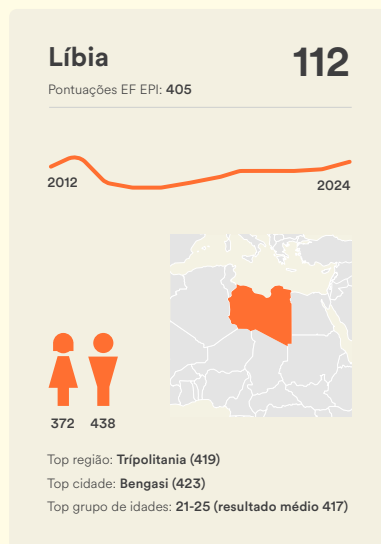 Líbia
112
Pontuações EF EPI: 405
2012
2024
372 438
Top região: Trípolitania (419)
Top cidade: Bengasi (423)
Top grupo de idades: 21-25 (resultado médio 417)